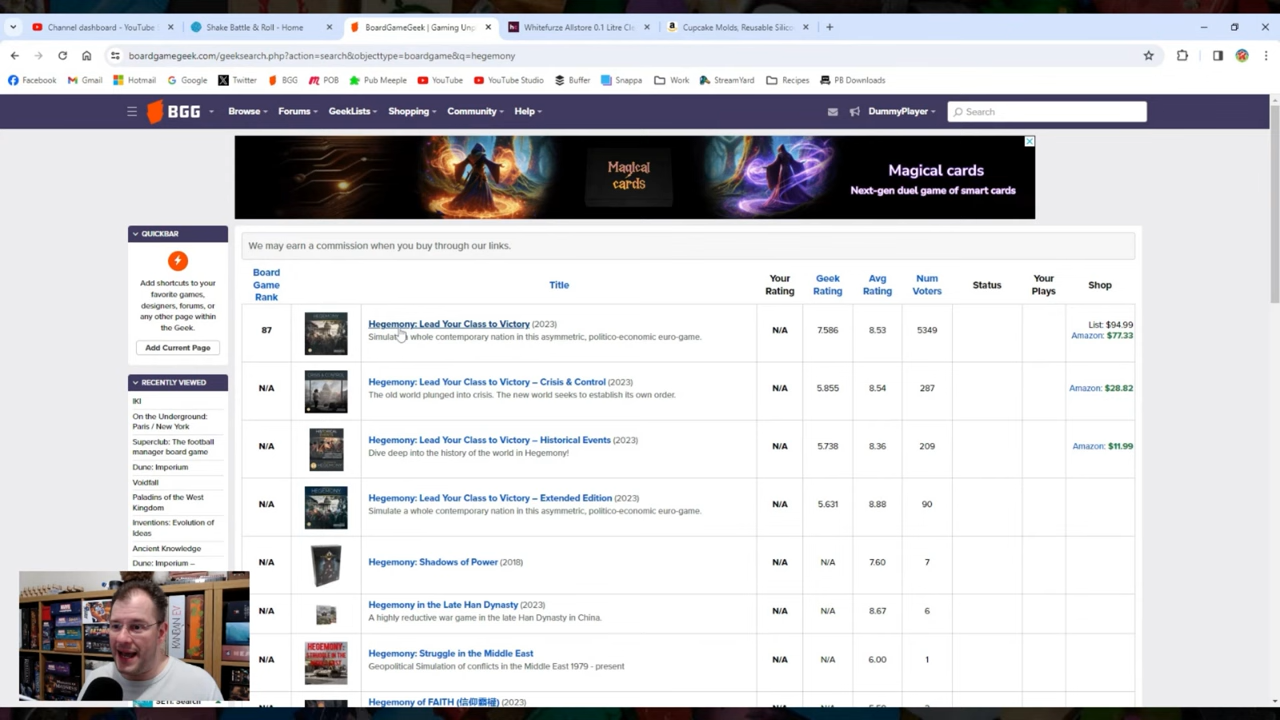 Channel dashboard - YouTube
Shake Battle & Roll - Home
BoardGameGeek | Gaming Unp
Whitefurze Allstore 0.1 Litre Cle
Cupcake Molds, Reusable Silico
boardgamegeek.com/geeksearch.php?action=search&objecttype=boardgame&q=hegemony
Facebook Gmail Hotmail Google Twitter BGG POB Pub Meeple YouTube YouTube Studio Buffer Snappa Work StreamYard Recipes PB Downloads
BGG Browse Forums GeekLists Shopping Community Help DummyPlayer Search
Magical
cards
Magical cards
Next-gen duel game of smart cards
QUICKBAR
Add shortcuts to your
favorite games,
designers, forums, or
any other page within
the Geek.
Add Current Page
RECENTLY VIEWED
IKI
On the Underground:
Paris / New York
Superclub: The football
manager board game
Dune: Imperium
Voidfall
Paladins of the West
Kingdom
Inventions: Evolution of
Ideas
Ancient Knowledge
Dune: Imperium –
SETI: Search
KANBAN EV
We may earn a commission when you buy through our links.
Board
Game
Rank
Title
Your
Rating
Geek
Rating
Avg
Rating
Num
Voters
Status
Your
Plays
Shop
87 Hegemony: Lead Your Class to Victory (2023) N/A 7.586 8.53 5349 List: $94.99
Simulate a whole contemporary nation in this asymmetric, politico-economic euro-game. Amazon: $77.33
Hegemony: Lead Your Class to Victory – Crisis & Control (2023)
N/A The old world plunged into crisis. The new world seeks to establish its own order. N/A 5.855 8.54 287 Amazon: $28.82
Hegemony: Lead Your Class to Victory – Historical Events (2023)
N/A Dive deep into the history of the world in Hegemony! N/A 5.738 8.36 209 Amazon: $11.99
Hegemony: Lead Your Class to Victory – Extended Edition (2023)
N/A Simulate a whole contemporary nation in this asymmetric, politico-economic euro-game. N/A 5.631 8.88 90
N/A Hegemony: Shadows of Power (2018) N/A N/A 7.60 7
Hegemony in the Late Han Dynasty (2023)
N/A A highly reductive war game in the late Han Dynasty in China. N/A N/A 8.67 6
HEGEMONY:
STRUGGLE IN THE
MIDDLE EAST
Hegemony: Struggle in the Middle East
N/A Geopolitical Simulation of conflicts in the Middle East 1979 - present N/A N/A 6.00 1
Hegemony of FAITH (信仰霸權) (2023)